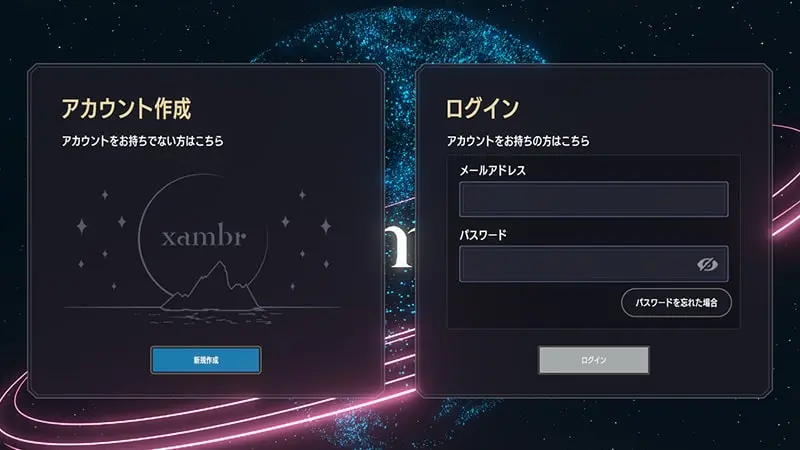 アカウント作成
アカウントをお持ちでない方はこちら
xambr
新規作成
ログイン
アカウントをお持ちの方はこちら
メールアドレス
パスワード
パスワードを忘れた場合
ログイン